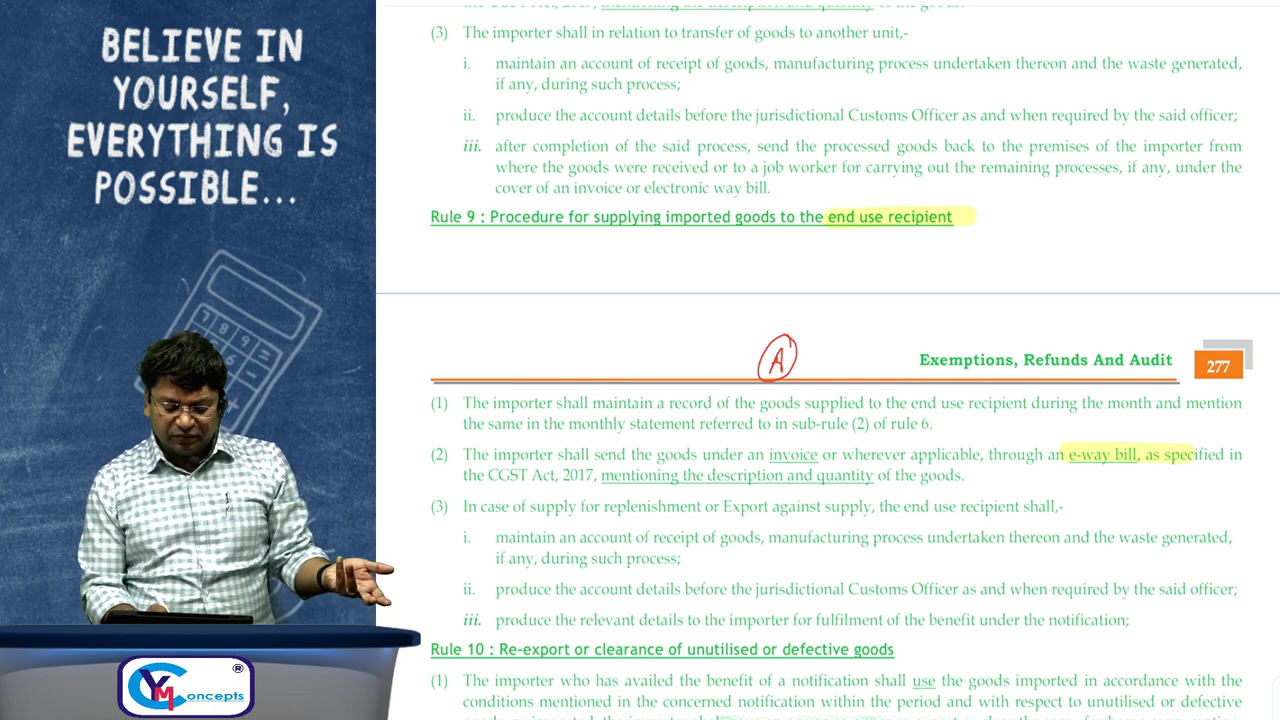 BELIEVE IN
YOURSELF,
EVERYTHING IS
POSSIBLE...
(3) The importer shall in relation to transfer of goods to another unit,-
i. maintain an account of receipt of goods, manufacturing process undertaken thereon and the waste generated,
if any, during such process;
ii. produce the account details before the jurisdictional Customs Officer as and when required by the said officer;
iii. after completion of the said process, send the processed goods back to the premises of the importer from
where the goods were received or to a job worker for carrying out the remaining processes, if any, under the
cover of an invoice or electronic way bill.
Rule 9 : Procedure for supplying imported goods to the end use recipient
A
Exemptions, Refunds And Audit 277
(1) The importer shall maintain a record of the goods supplied to the end use recipient during the month and mention
the same in the monthly statement referred to in sub-rule (2) of rule 6.
(2) The importer shall send the goods under an invoice or wherever applicable, through an e-way bill, as specified in
the CGST Act, 2017, mentioning the description and quantity of the goods.
(3) In case of supply for replenishment or Export against supply, the end use recipient shall,-
i. maintain an account of receipt of goods, manufacturing process undertaken thereon and the waste generated,
if any, during such process;
ii. produce the account details before the jurisdictional Customs Officer as and when required by the said officer;
iii. produce the relevant details to the importer for fulfilment of the benefit under the notification;
Rule 10 : Re-export or clearance of unutilised or defective goods
(1) The importer who has availed the benefit of a notification shall use the goods imported in accordance with the
conditions mentioned in the concerned notification within the period and with respect to unutilised or defective
7 8 9 =
6 -
+
YM Concepts ®